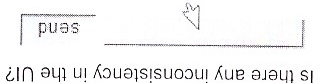 Is there any inconsistency in the UI?
send